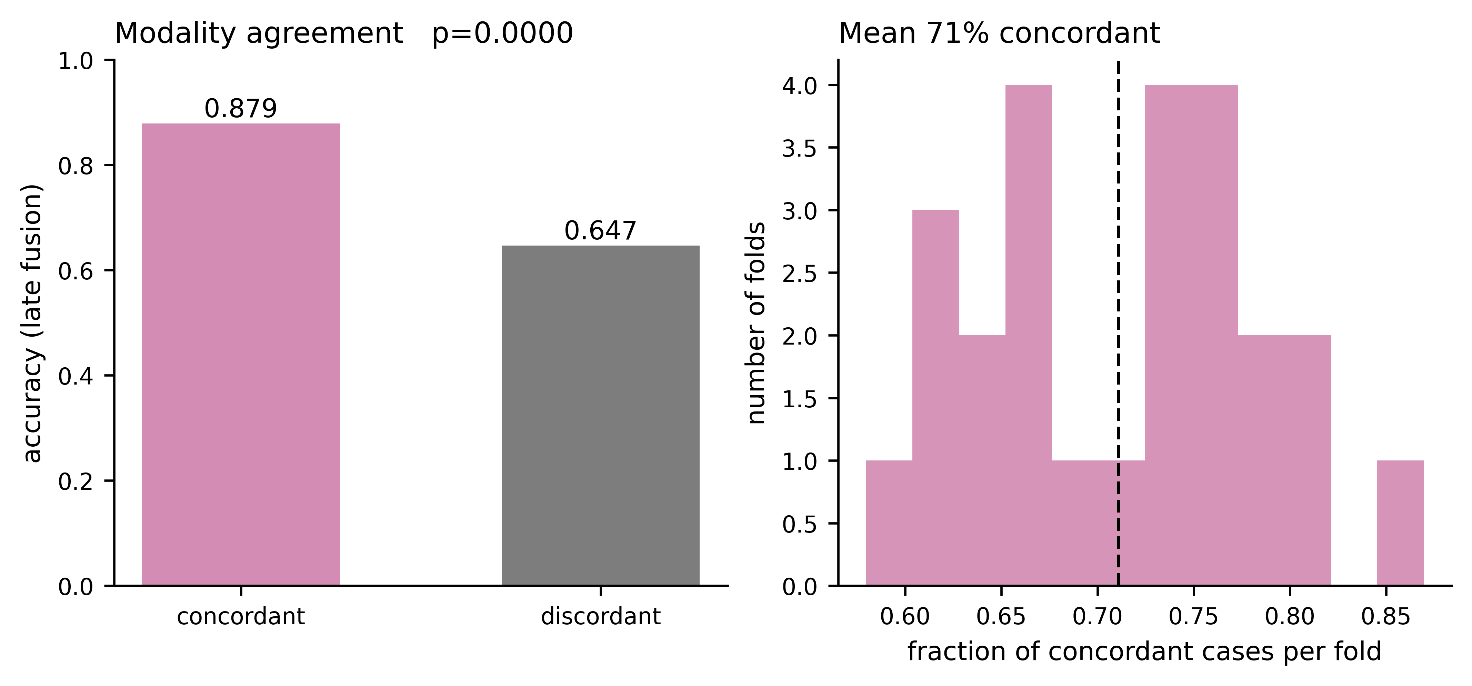 Modality agreement   p=0.0000
accuracy (late fusion)
1.0
0.8
0.6
0.4
0.2
0.0
0.879
0.647
concordant
discordant
Mean 71% concordant
number of folds
4.0
3.5
3.0
2.5
2.0
1.5
1.0
0.5
0.0
0.60 0.65 0.70 0.75 0.80 0.85
fraction of concordant cases per fold